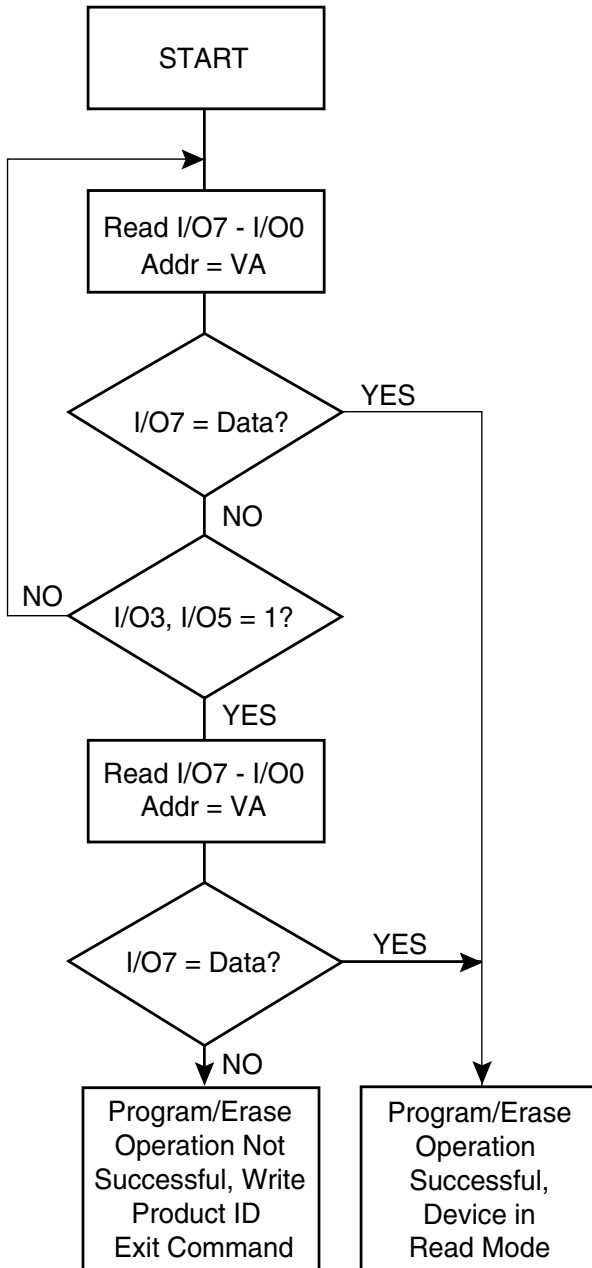 START
Read I/O7 - I/O0
Addr = VA
I/O7 = Data?
YES
NO
I/O3, I/O5 = 1?
NO
YES
Read I/O7 - I/O0
Addr = VA
I/O7 = Data?
YES
NO
Program/Erase
Operation Not
Successful, Write
Product ID
Exit Command
Program/Erase
Operation
Successful,
Device in
Read Mode